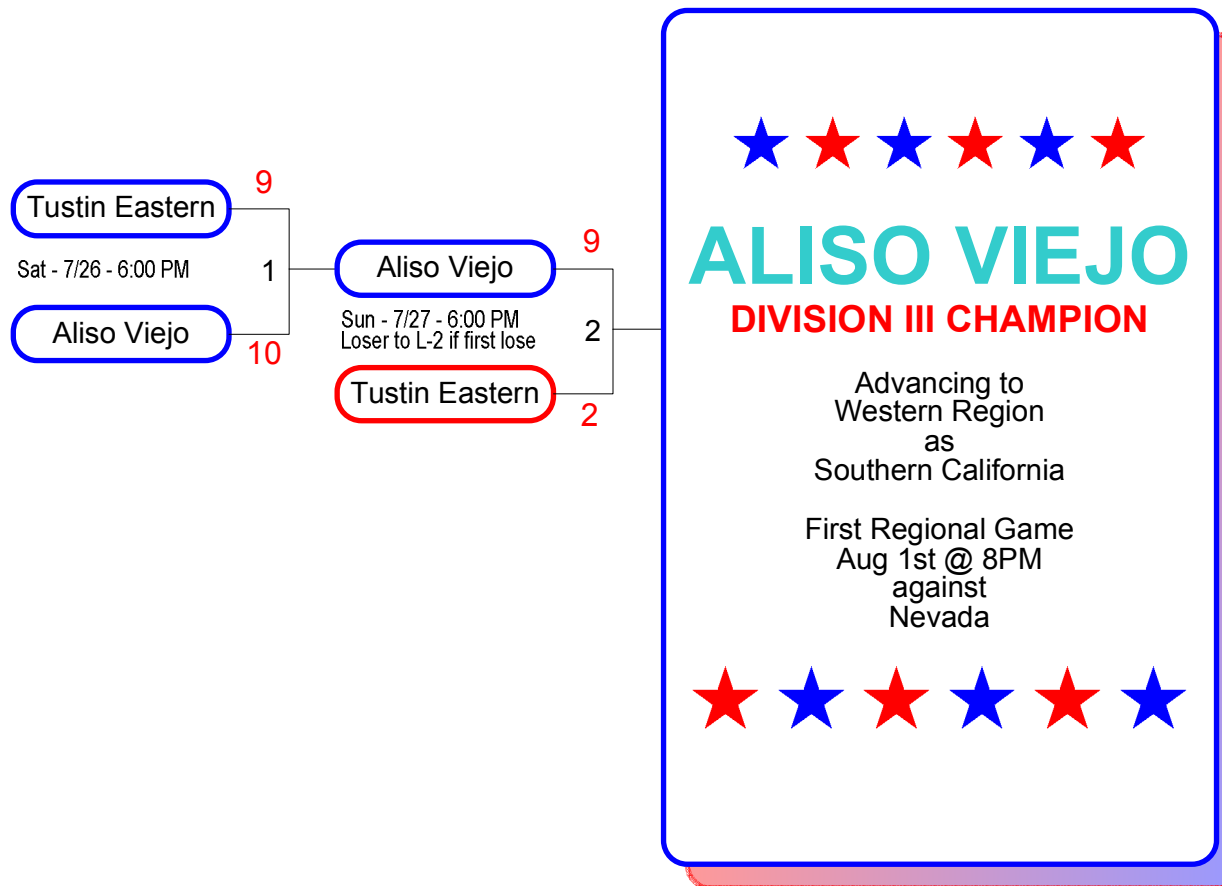 9
Tustin Eastern
Sat - 7/26 - 6:00 PM
1
Aliso Viejo
10
9
Aliso Viejo
Sun - 7/27 - 6:00 PM
Loser to L-2 if first lose
2
Tustin Eastern
2
ALISO VIEJO
DIVISION III CHAMPION
Advancing to
Western Region
as
Southern California
First Regional Game
Aug 1st @ 8PM
against
Nevada